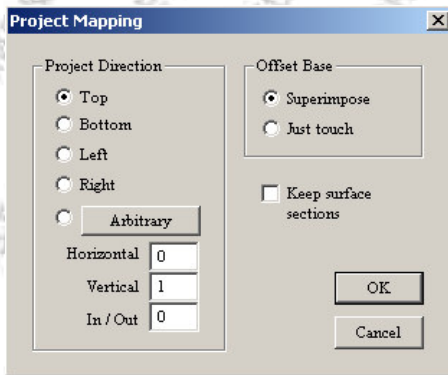 Project Mapping
Project Direction
Top
Bottom
Left
Right
Arbitrary
Horizontal 0
Vertical 1
In / Out 0
Offset Base
Superimpose
Just touch
Keep surface
sections
OK
Cancel